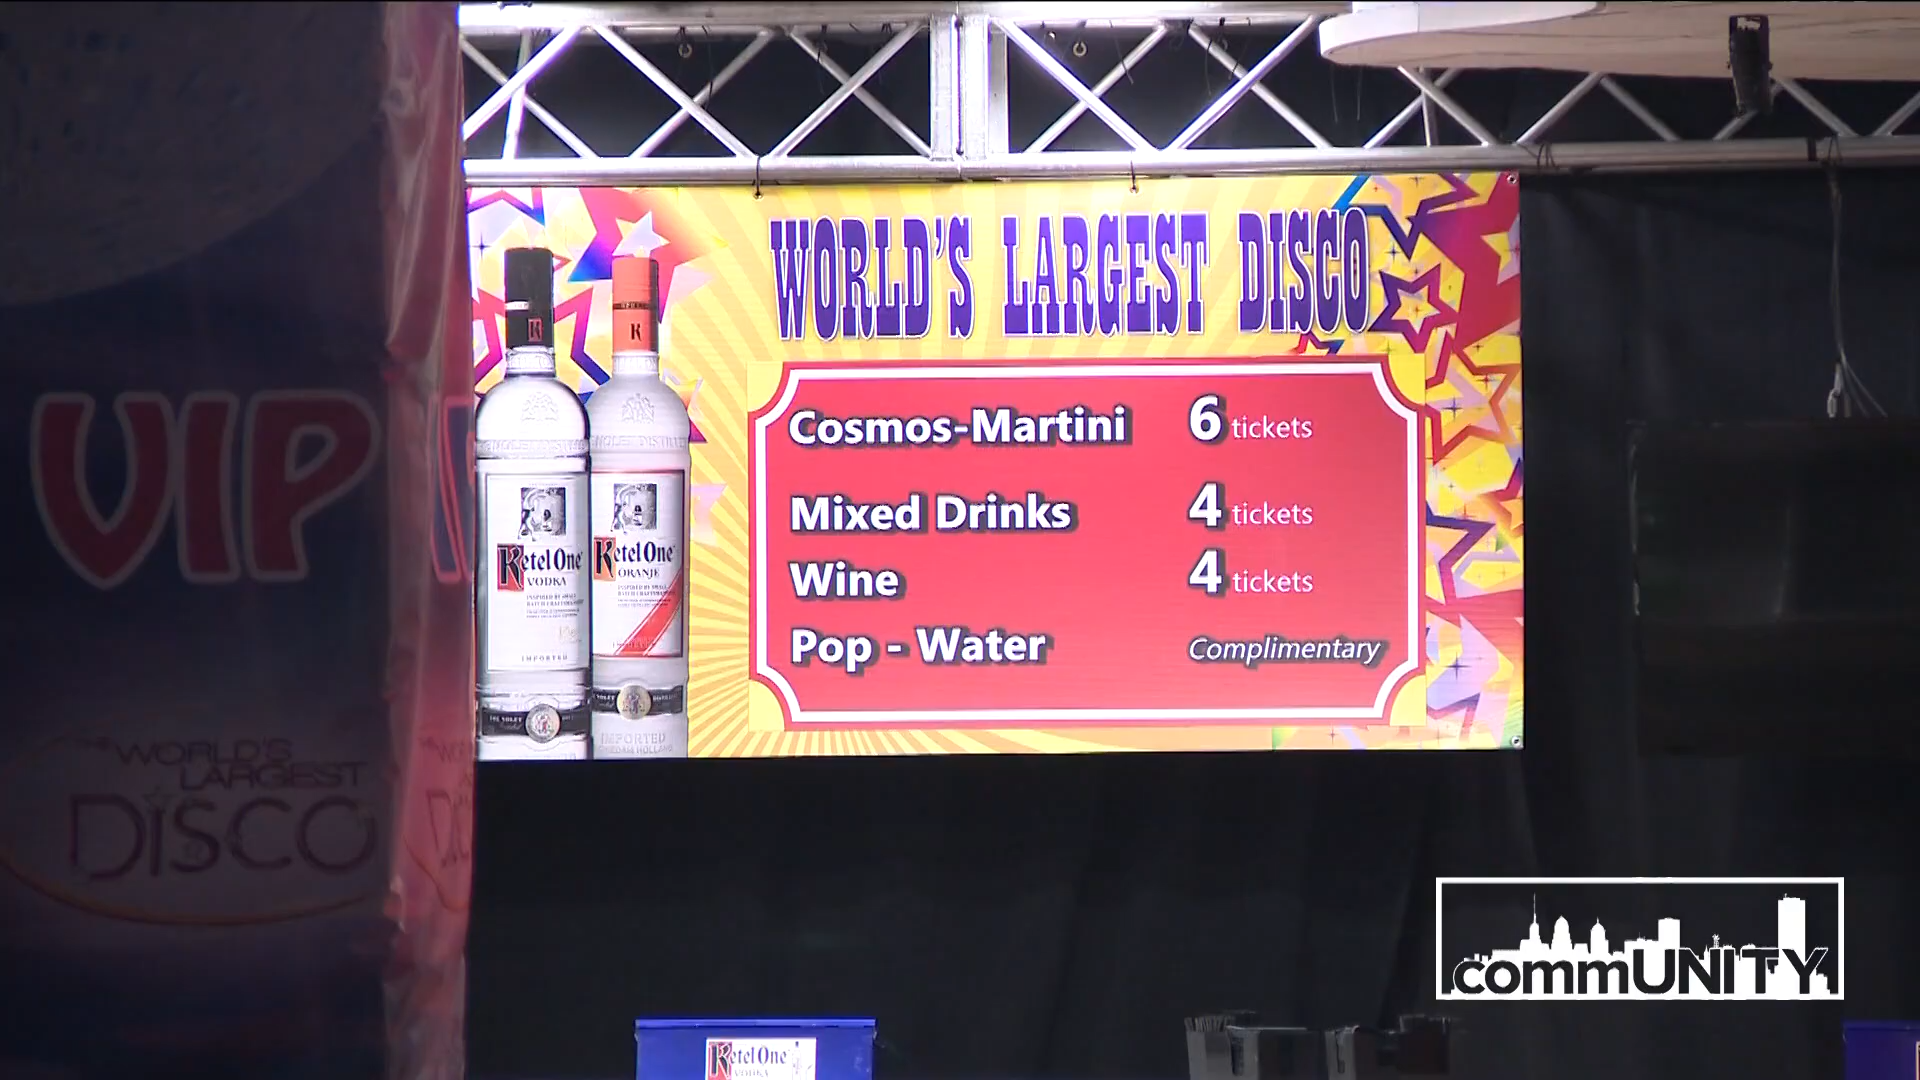 WORLD'S LARGEST DISCO
Cosmos-Martini 6 tickets
Mixed Drinks 4 tickets
Wine 4 tickets
Pop - Water Complimentary
K
K
Ketel One
VODKA
IMPORTED
Ketel One
ORANJE
IMPORTED
VIP
WORLD'S
LARGEST
DISCO
Ketel One
VODKA
commUNITY